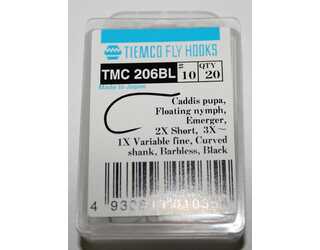 TIEMCO FLY HOOKS
TMC 206BL
# 10
QTY 20
Made in Japan
Caddis pupa,
Floating nymph,
Emerger,
2X Short, 3X ~
1X Variable fine, Curved
shank, Barbless, Black